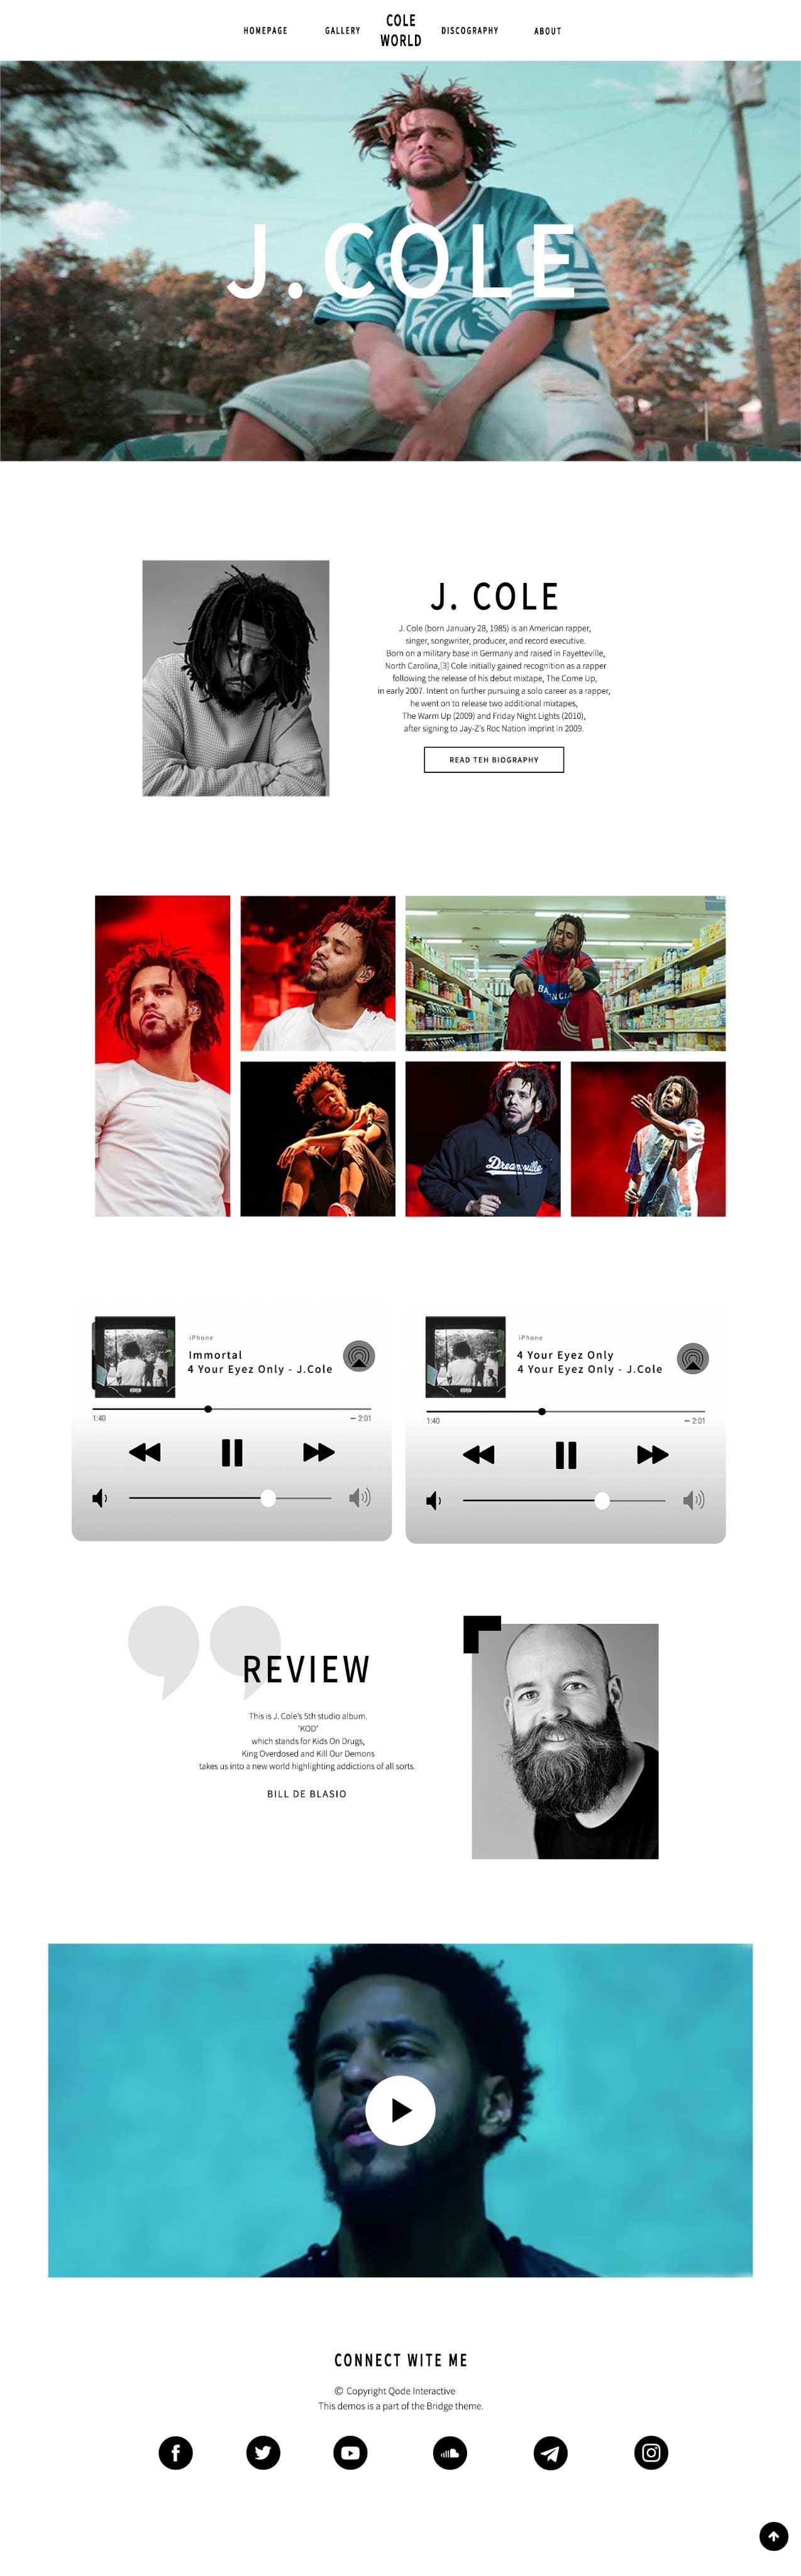 HOMEPAGE
GALLERY
COLE
WORLD
DISCOGRAPHY
ABOUT
J.COLE
J. COLE
J. Cole (born January 28, 1985) is an American rapper,
singer, songwriter, producer, and record executive.
Born on a military base in Germany and raised in Fayetteville,
North Carolina,[3] Cole initially gained recognition as a rapper
following the release of his debut mixtape, The Come Up,
in early 2007. Intent on further pursuing a solo career as a rapper,
he went on to release two additional mixtapes,
The Warm Up (2009) and Friday Night Lights (2010),
after signing to Jay-Z's Roc Nation imprint in 2009.
READ TEH BIOGRAPHY
Dreamville
iPhone
Immortal
4 Your Eyez Only - J.Cole
1:40
– 2:01
iPhone
4 Your Eyez Only
4 Your Eyez Only - J.Cole
1:40
– 2:01
REVIEW
This is J. Cole's 5th studio album.
'KOD'
which stands for Kids On Drugs,
King Overdosed and Kill Our Demons
takes us into a new world highlighting addictions of all sorts.
BILL DE BLASIO
CONNECT WITE ME
© Copyright Qode Interactive
This demos is a part of the Bridge theme.